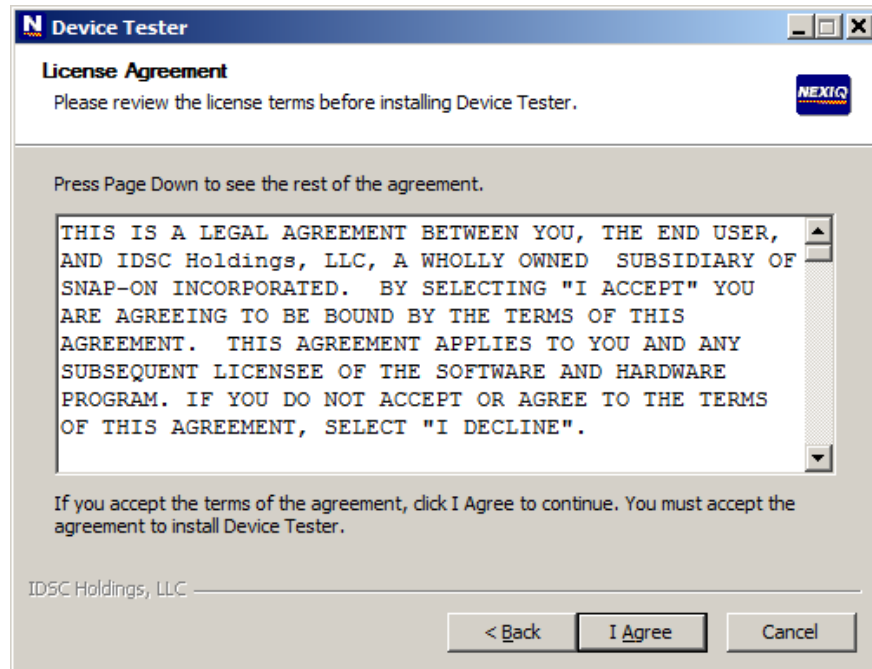 N Device Tester
License Agreement
Please review the license terms before installing Device Tester.
NEXIQ
Press Page Down to see the rest of the agreement.
THIS IS A LEGAL AGREEMENT BETWEEN YOU, THE END USER,
AND IDSC Holdings, LLC, A WHOLLY OWNED  SUBSIDIARY OF
SNAP-ON INCORPORATED.  BY SELECTING "I ACCEPT" YOU
ARE AGREEING TO BE BOUND BY THE TERMS OF THIS
AGREEMENT.  THIS AGREEMENT APPLIES TO YOU AND ANY
SUBSEQUENT LICENSEE OF THE SOFTWARE AND HARDWARE
PROGRAM. IF YOU DO NOT ACCEPT OR AGREE TO THE TERMS
OF THIS AGREEMENT, SELECT "I DECLINE".
If you accept the terms of the agreement, click I Agree to continue. You must accept the
agreement to install Device Tester.
IDSC Holdings, LLC
< Back I Agree Cancel